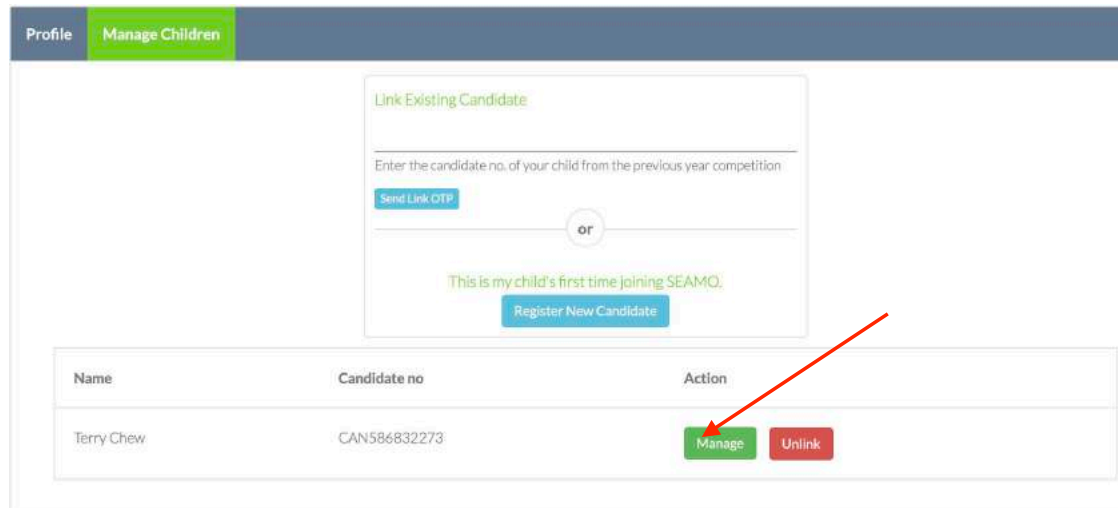 Profile Manage Children
Link Existing Candidate
Enter the candidate no. of your child from the previous year competition
Send Link OTP
or
This is my child's first time joining SEAMO.
Register New Candidate
Name Candidate no Action
Terry Chew CAN586832273 Manage Unlink